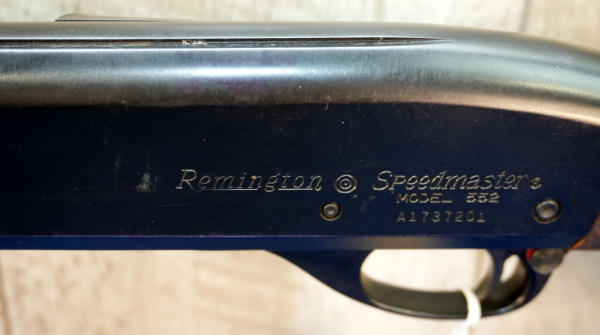 Remington Speedmaster®
MODEL 552
A1737201